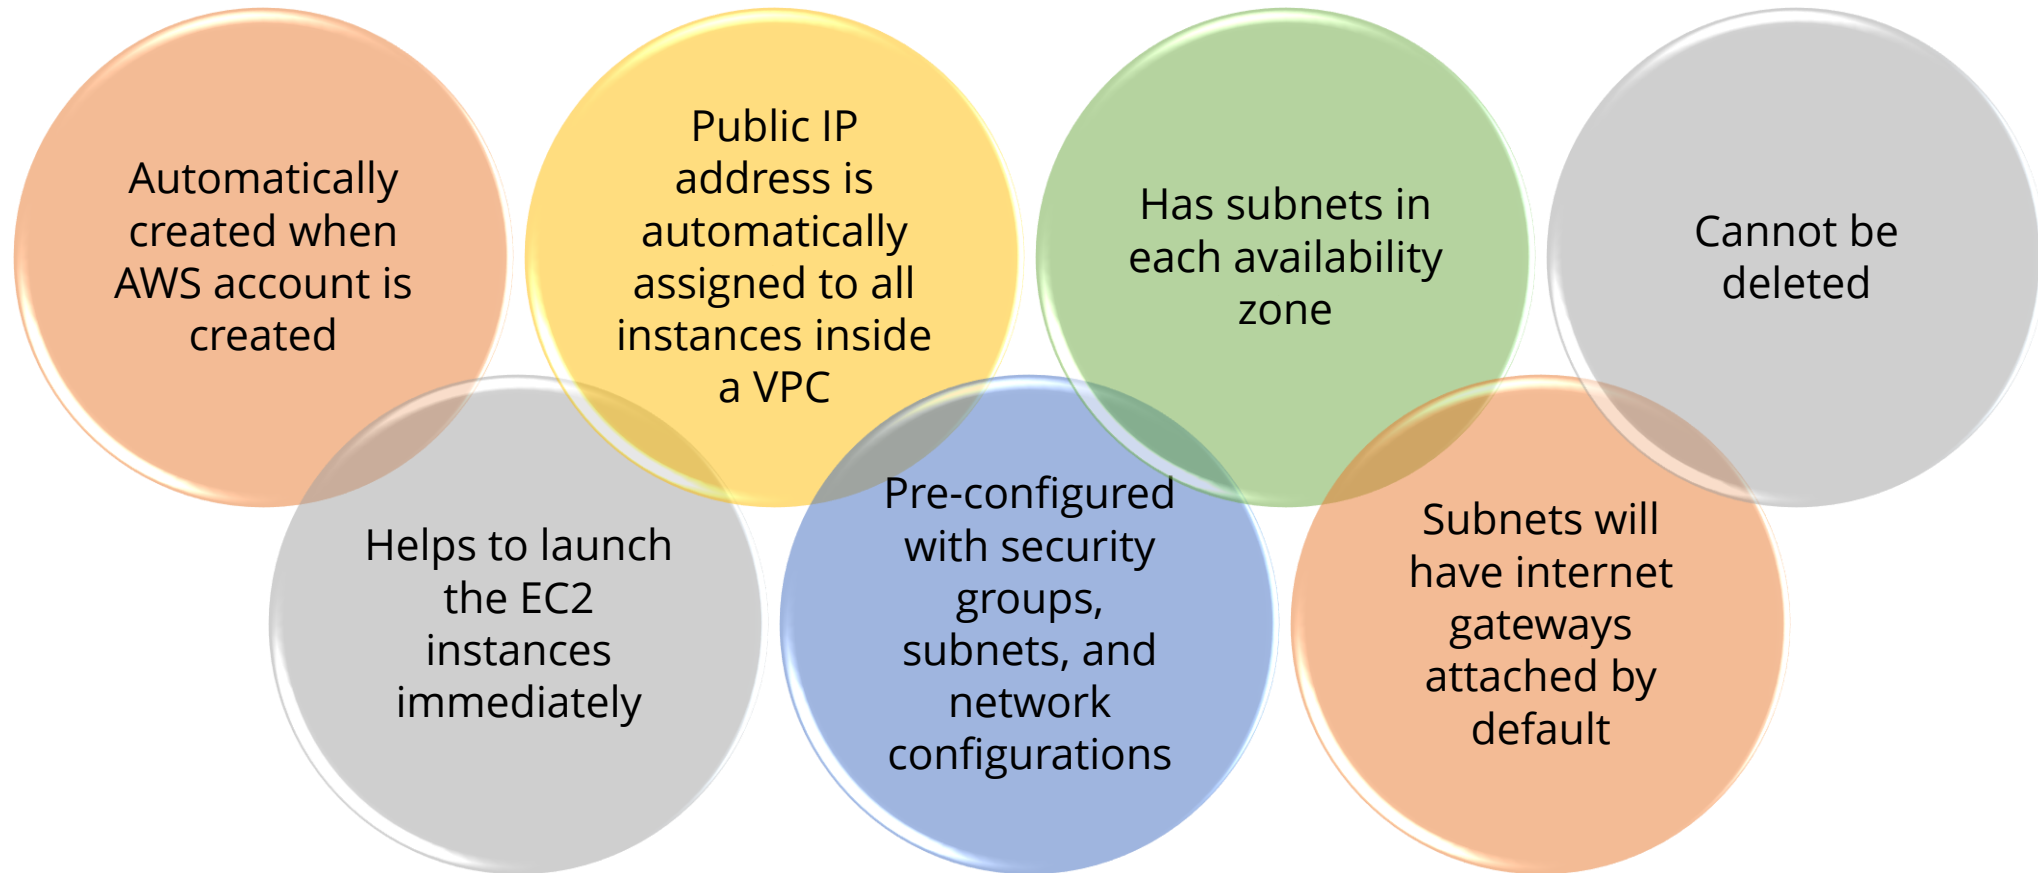 Automatically
created when
AWS account is
created
Public IP
address is
automatically
assigned to all
instances inside
a VPC
Has subnets in
each availability
zone
Cannot be
deleted
Helps to launch
the EC2
instances
immediately
Pre-configured
with security
groups,
subnets, and
network
configurations
Subnets will
have internet
gateways
attached by
default